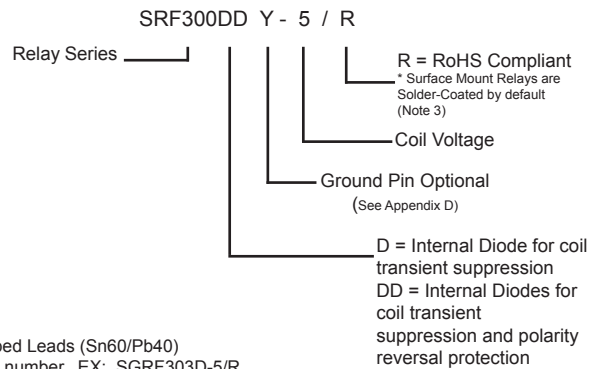 SRF300DD Y - 5 / R
Relay Series
R = RoHS Compliant
* Surface Mount Relays are
Solder-Coated by default
(Note 3)
Coil Voltage
Ground Pin Optional
(See Appendix D)
D = Internal Diode for coil
transient suppression
DD = Internal Diodes for
coil transient
suppression and polarity
reversal protection
Leads (Sn60/Pb40)
number. EX: SGRF303D-5/R